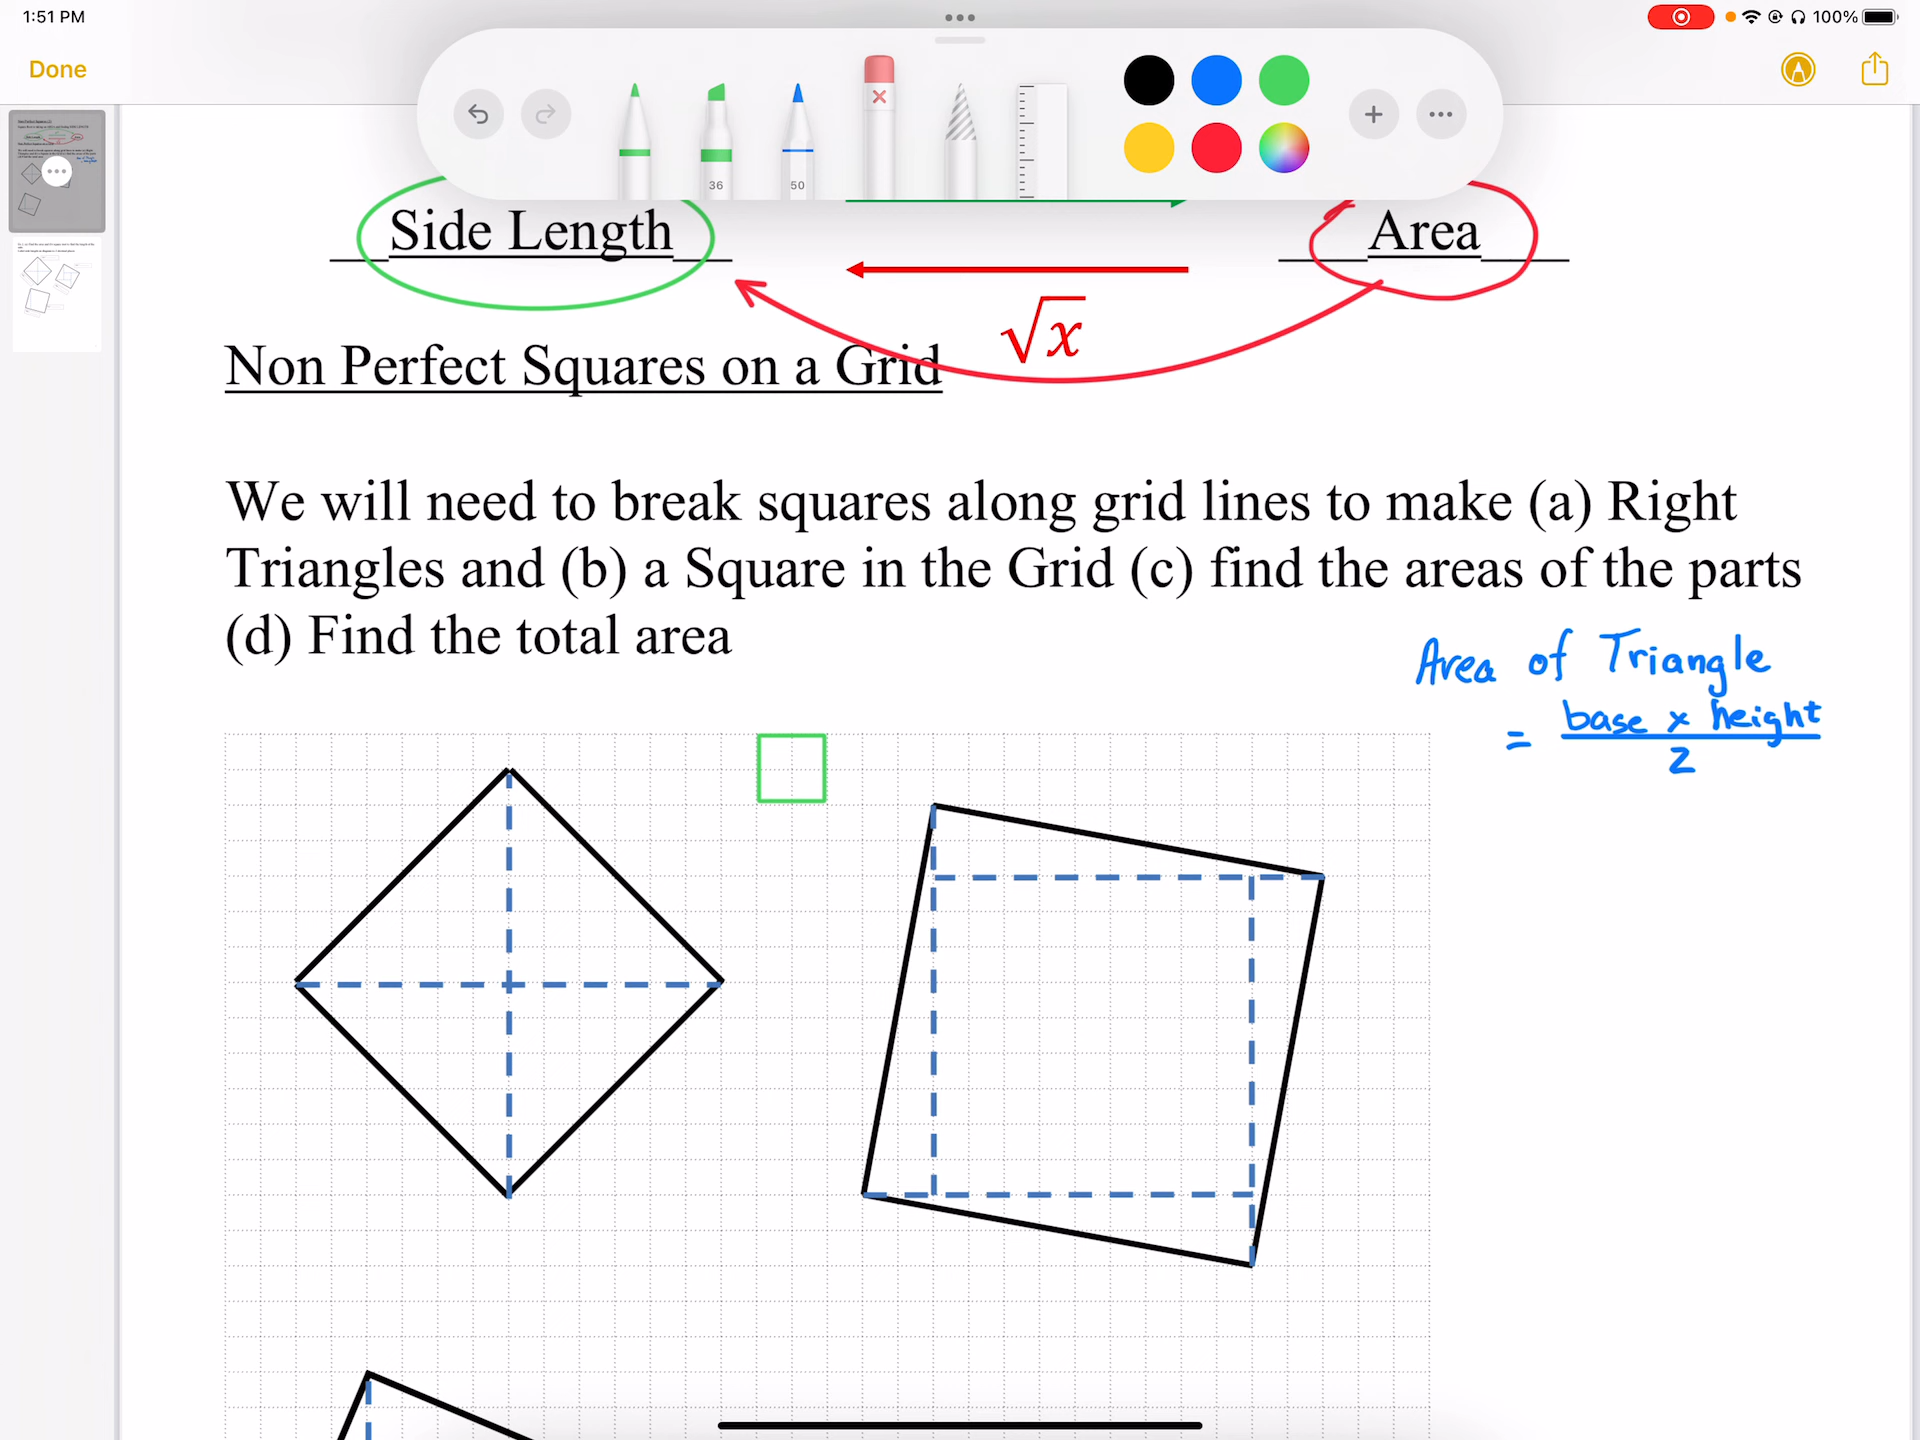 1:51 PM
100%
Done
36
50
Side Length
Area
√x
Non Perfect Squares on a Grid
We will need to break squares along grid lines to make (a) Right
Triangles and (b) a Square in the Grid (c) find the areas of the parts
(d) Find the total area
Area of Triangle
= base x height
2